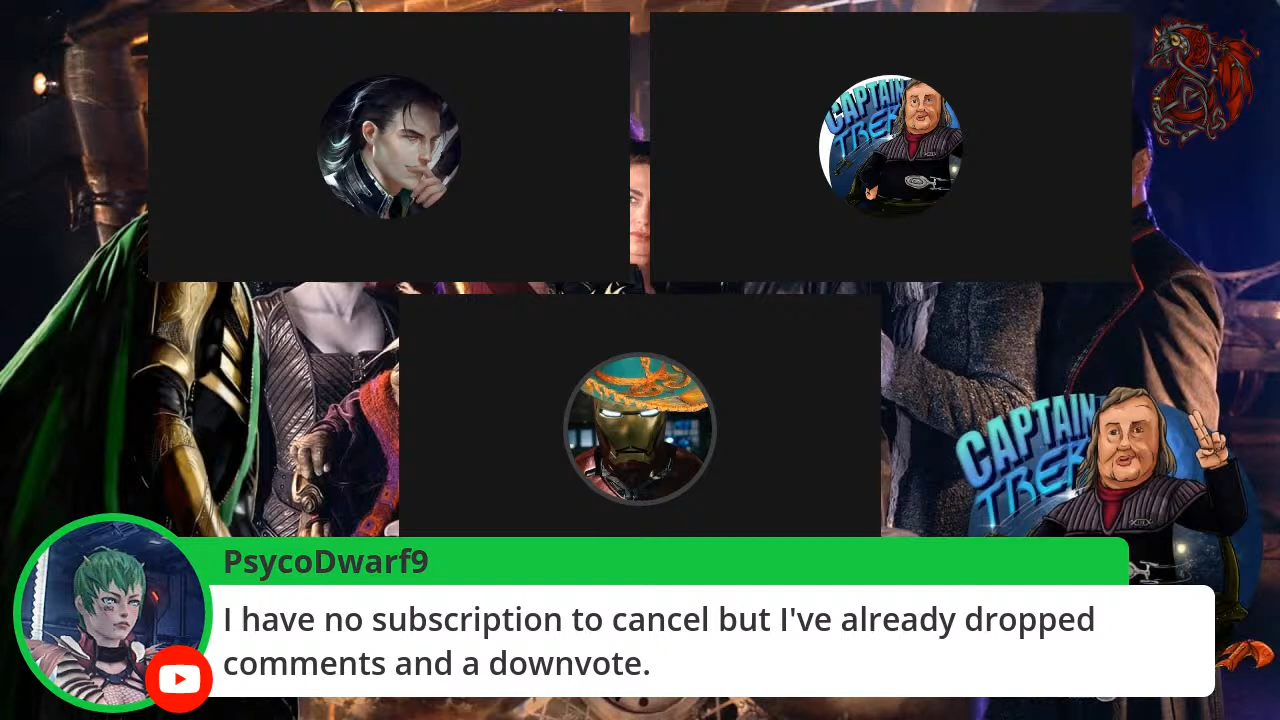 CAPTAIN
TREK
CAPTAIN
TREK
PsycoDwarf9
I have no subscription to cancel but I've already dropped
comments and a downvote.